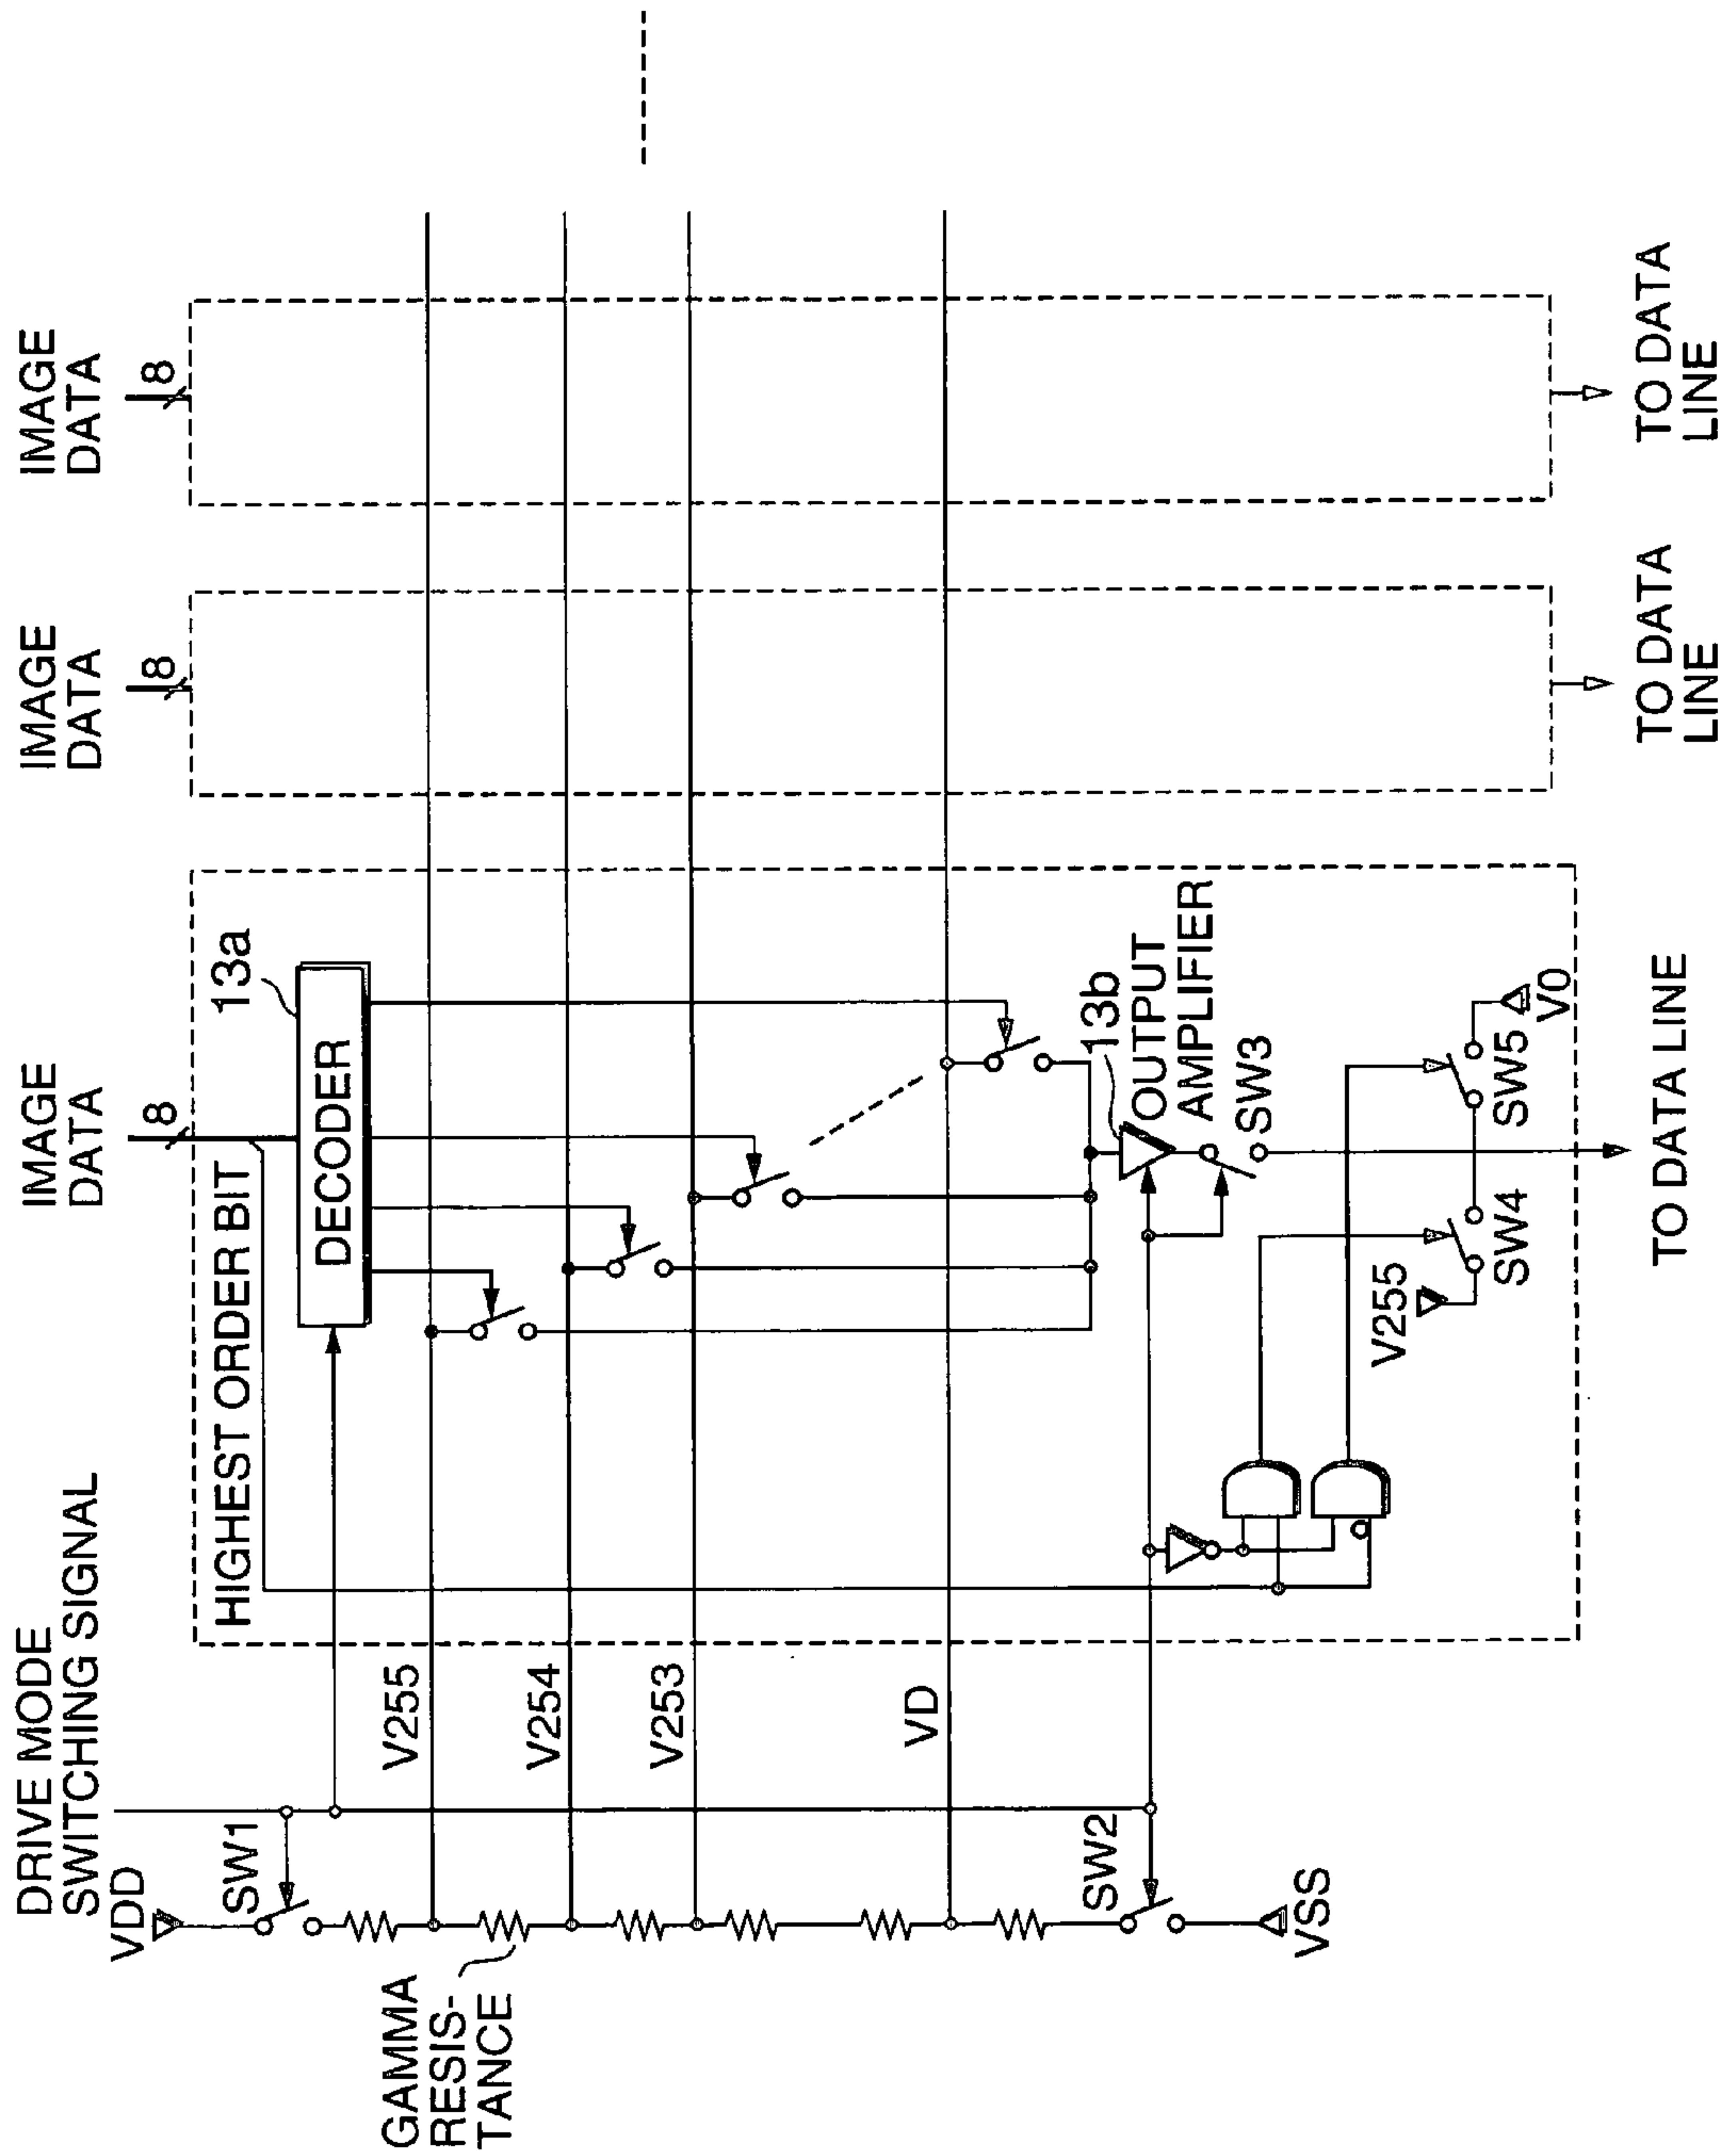 DRIVE MODE
SWITCHING SIGNAL
IMAGE
DATA
IMAGE
DATA
IMAGE
DATA
VDD
SW1
8
8
8
HIGHEST ORDER BIT
13a
DECODER
GAMMA
RESIS-
TANCE
V255
V254
V253
VD
SW2
VSS
13b
OUTPUT
AMPLIFIER
SW3
V255
SW4
SW5
V0
TO DATA LINE
TO DATA
LINE
TO DATA
LINE